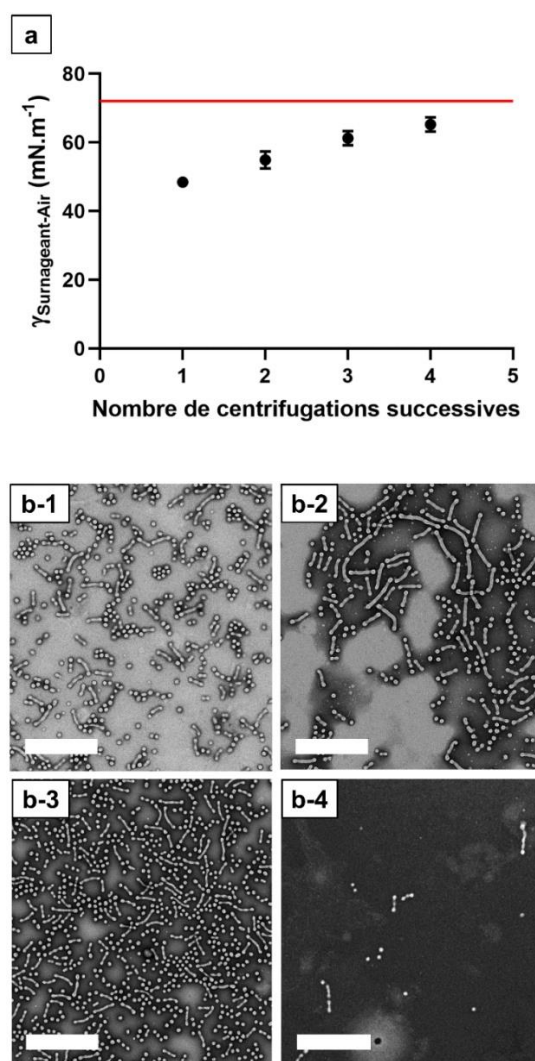 a
80
60
40
20
0
γSurnageant-Air (mN.m-1)
0 1 2 3 4 5
Nombre de centrifugations successives
b-1 b-2
b-3 b-4